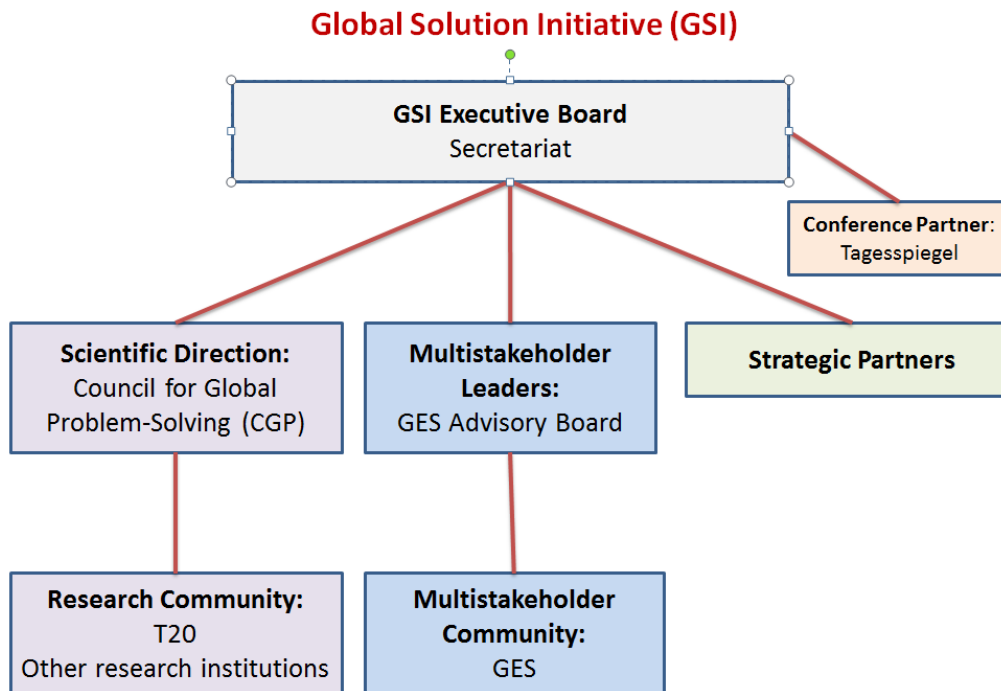 Global Solution Initiative (GSI)
GSI Executive Board
Secretariat
Conference Partner:
Tagesspiegel
Scientific Direction:
Council for Global
Problem-Solving (CGP)
Multistakeholder
Leaders:
GES Advisory Board
Strategic Partners
Research Community:
T20
Other research institutions
Multistakeholder
Community:
GES